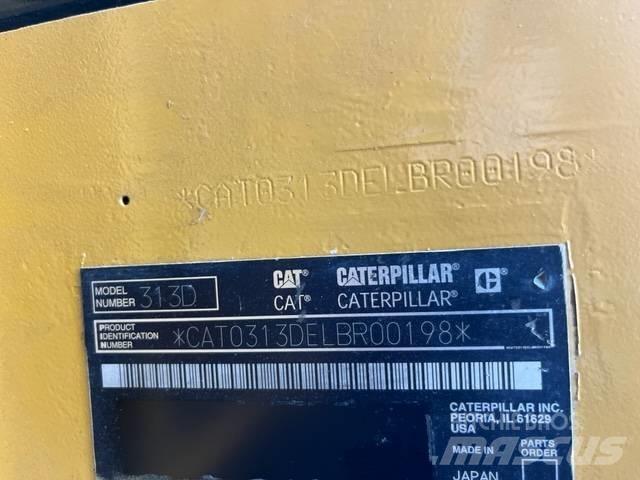 *CAT0313DELBR00198*
MODEL NUMBER 313D
CAT® CATERPILLAR® C®
CAT® CATERPILLAR®
PRODUCT IDENTIFICATION NUMBER *CAT0313DELBR00198*
CATERPILLAR INC.
PEORIA, IL 61629
USA
MADE IN PARTS ORDER
JAPAN
MASCUS